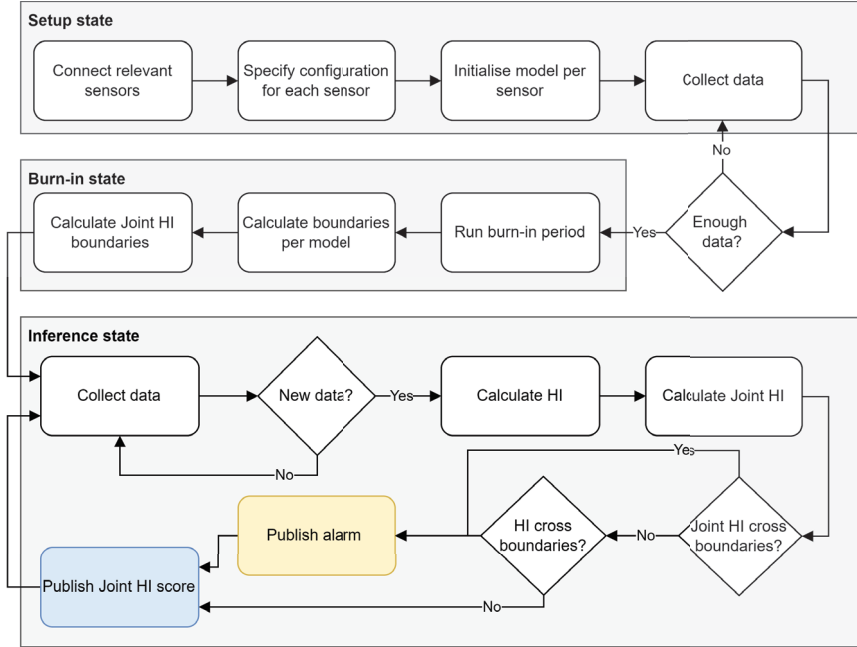 Setup state
Connect relevant
sensors
Specify configuration
for each sensor
Initialise model per
sensor
Collect data
No
Burn-in state
Calculate Joint HI
boundaries
Calculate boundaries
per model
Run burn-in period
Yes
Enough
data?
Inference state
Collect data
New data?
Yes
Calculate HI
Calculate Joint HI
No
Yes
Publish alarm
HI cross
boundaries?
No
Joint HI cross
boundaries?
Publish Joint HI score
No